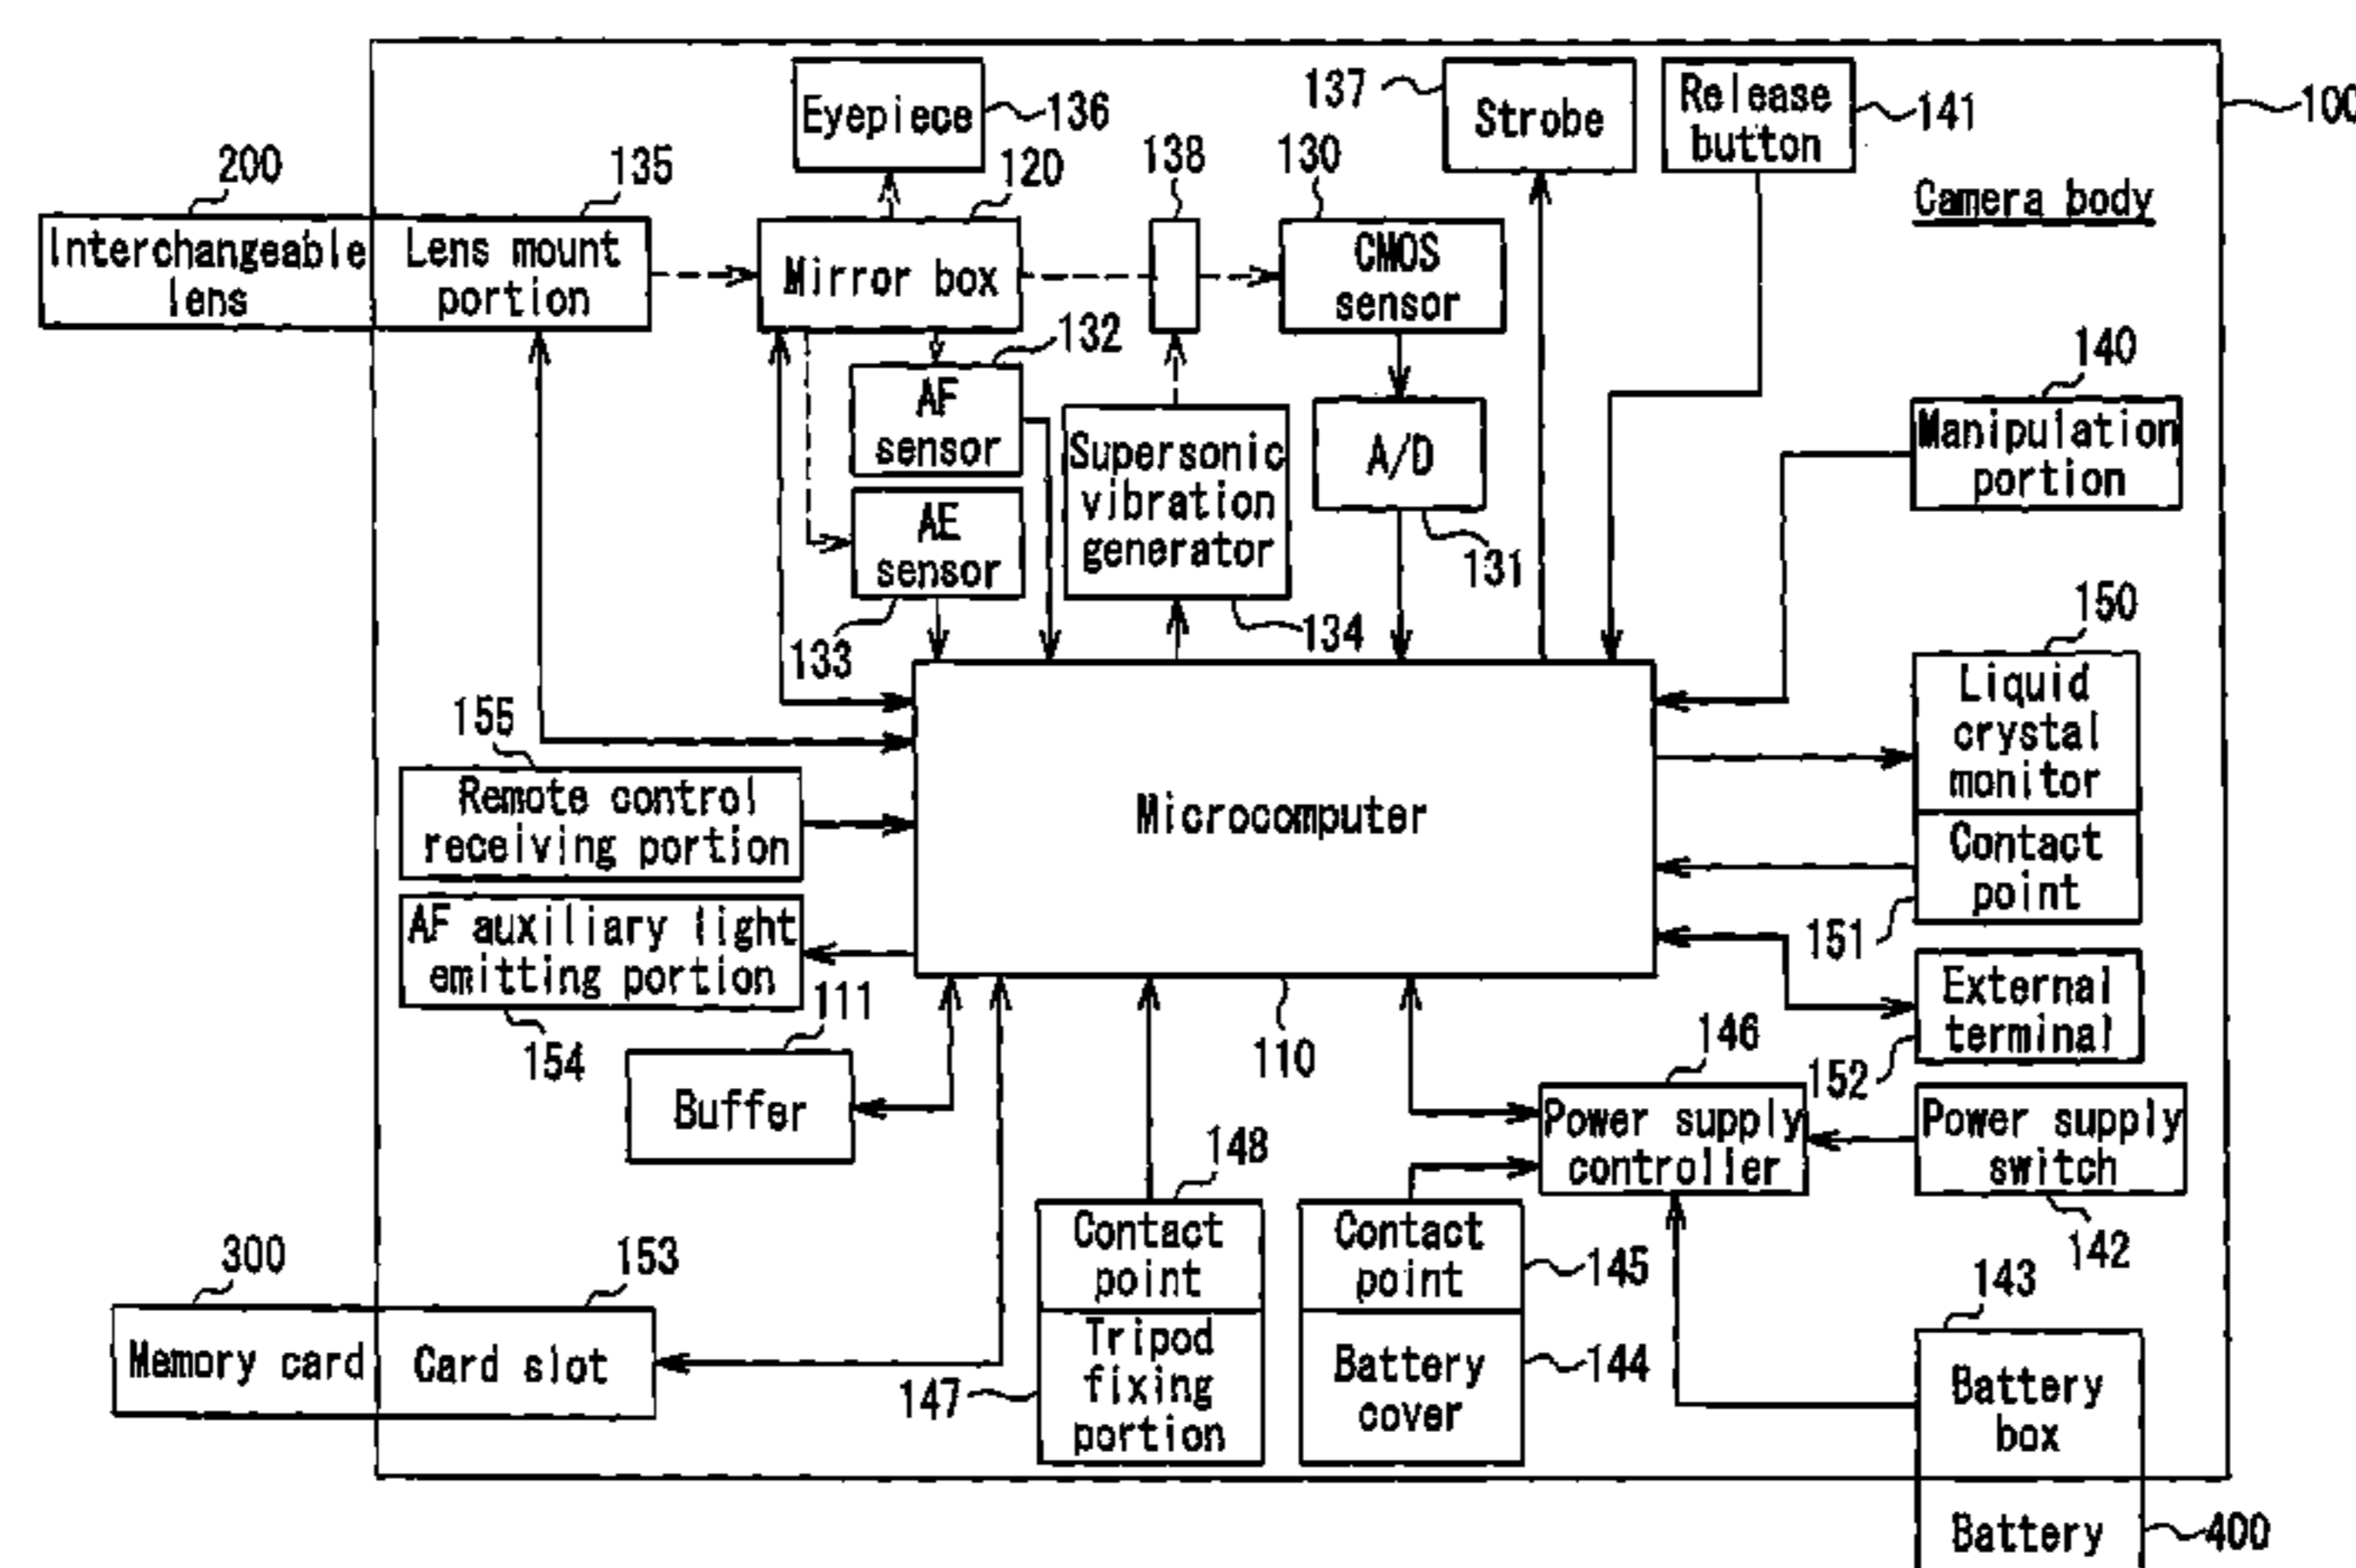 Eyepiece
136
137
Strobe
Release
button
141
100
Camera body
200
135
120
138
130
Interchangeable
lens
Lens mount
portion
Mirror box
CMOS
sensor
132
AF
sensor
AE
sensor
133
Supersonic
vibration
generator
134
A/D
131
140
Manipulation
portion
150
Liquid
crystal
monitor
Contact
point
151
155
Remote control
receiving portion
Microcomputer
110
AF auxiliary light
emitting portion
154
111
Buffer
External
terminal
152
146
Power supply
controller
Power supply
switch
142
148
Contact
point
Tripod
fixing
portion
147
Contact
point
145
Battery
cover
144
300
153
Memory card
Card slot
143
Battery
box
Battery
400